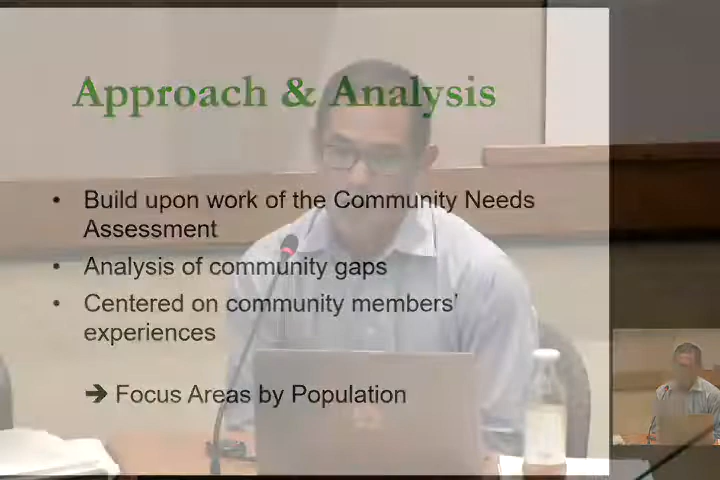 Approach & Analysis
• Build upon work of the Community Needs
Assessment
• Analysis of community gaps
• Centered on community members'
experiences
➔ Focus Areas by Population